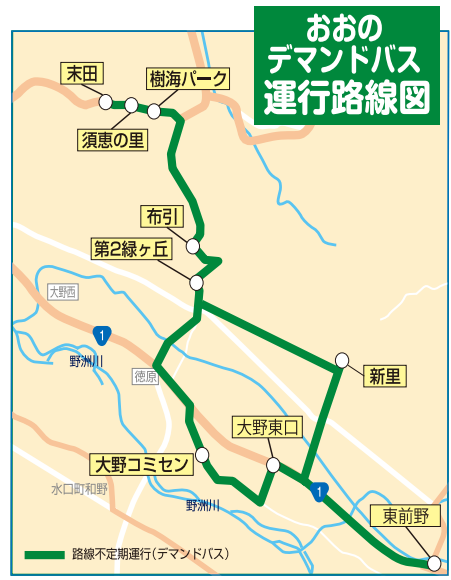 おおの
デマンドバス
運行路線図
末田
樹海パーク
須恵の里
布引
第2緑ヶ丘
大野西
1
野洲川
徳原
新里
大野東口
大野コミセン
水口町和野
野洲川
1
東前野
路線不定期運行(デマンドバス)